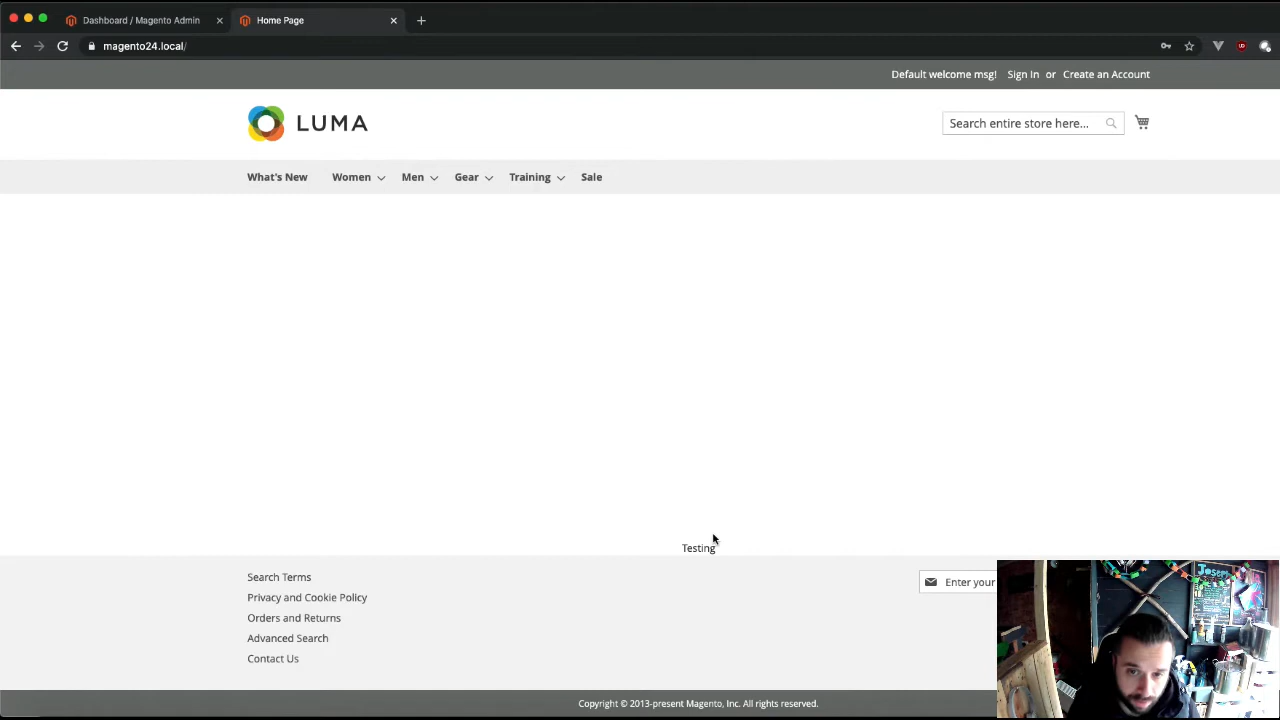 Dashboard / Magento Admin
Home Page
magento24.local/
Default welcome msg! Sign In or Create an Account
LUMA
Search entire store here...
What's New Women Men Gear Training Sale
Testing
Search Terms
Enter your
Privacy and Cookie Policy
Orders and Returns
Advanced Search
Contact Us
Copyright © 2013-present Magento, Inc. All rights reserved.